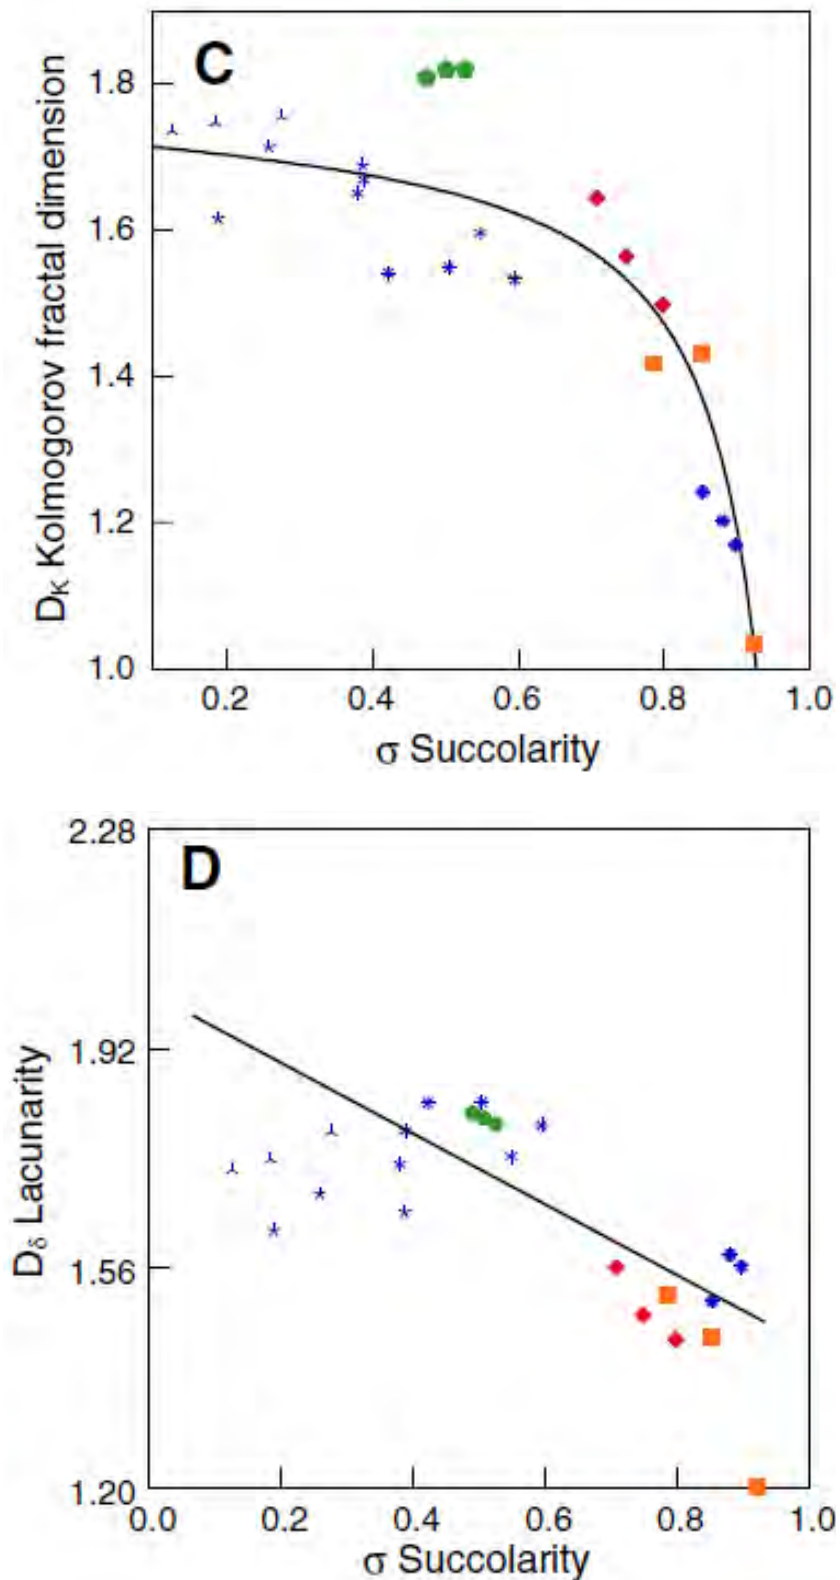 C
D_K Kolmogorov fractal dimension
1.8
1.6
1.4
1.2
1.0
0.2 0.4 0.6 0.8 1.0
σ Succolarity
D
D_δ Lacunarity
2.28
1.92
1.56
1.20
0.0 0.2 0.4 0.6 0.8 1.0
σ Succolarity